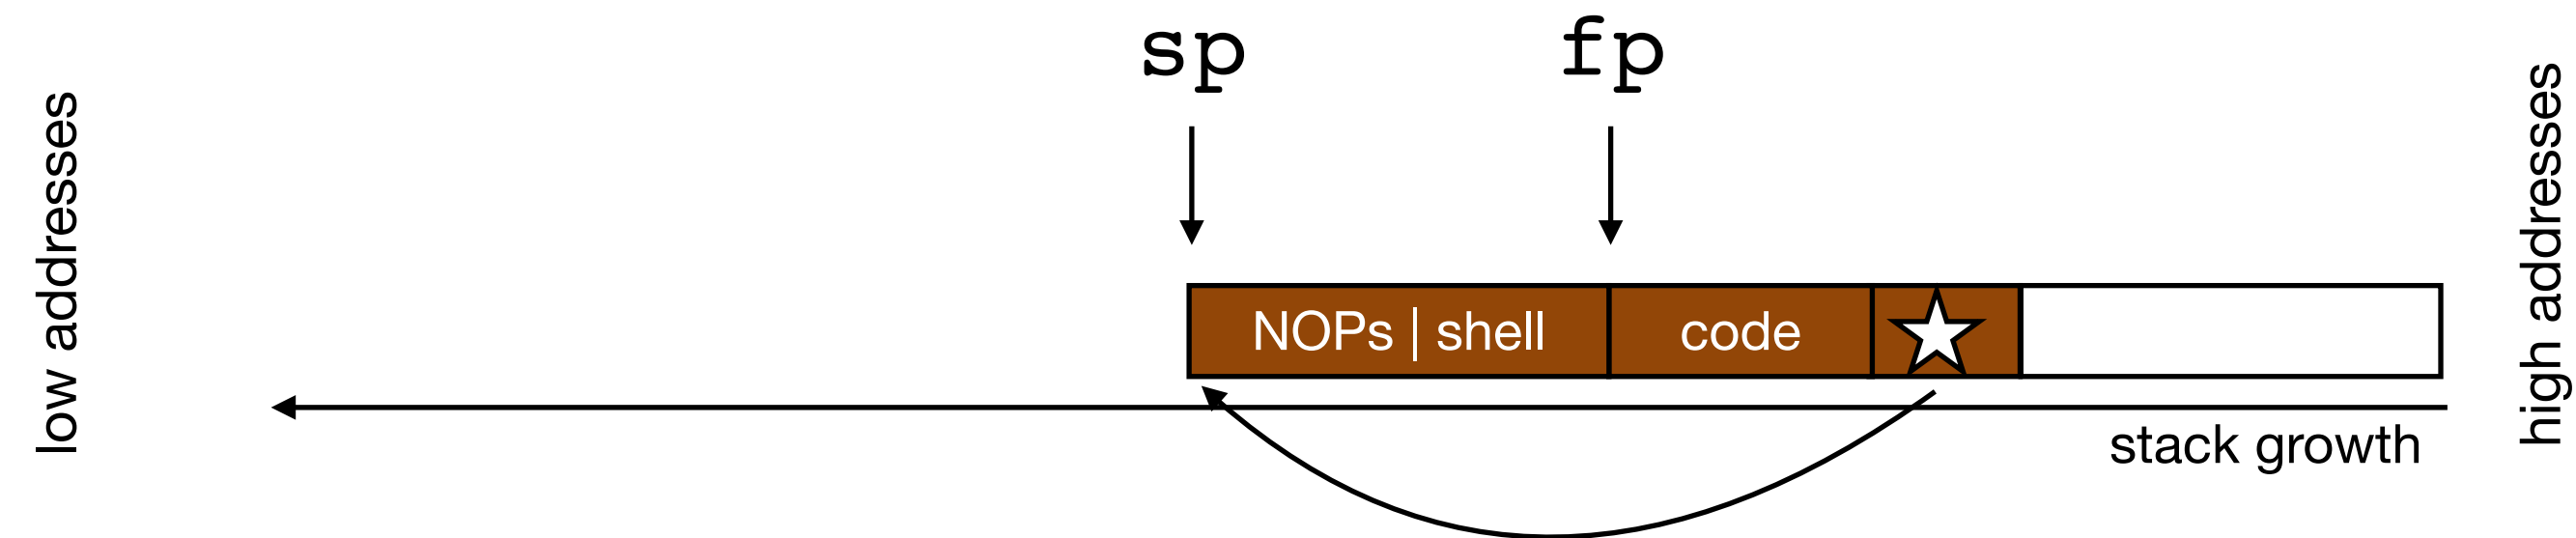 sp
fp
low addresses
high addresses
NOPs | shell
code
stack growth